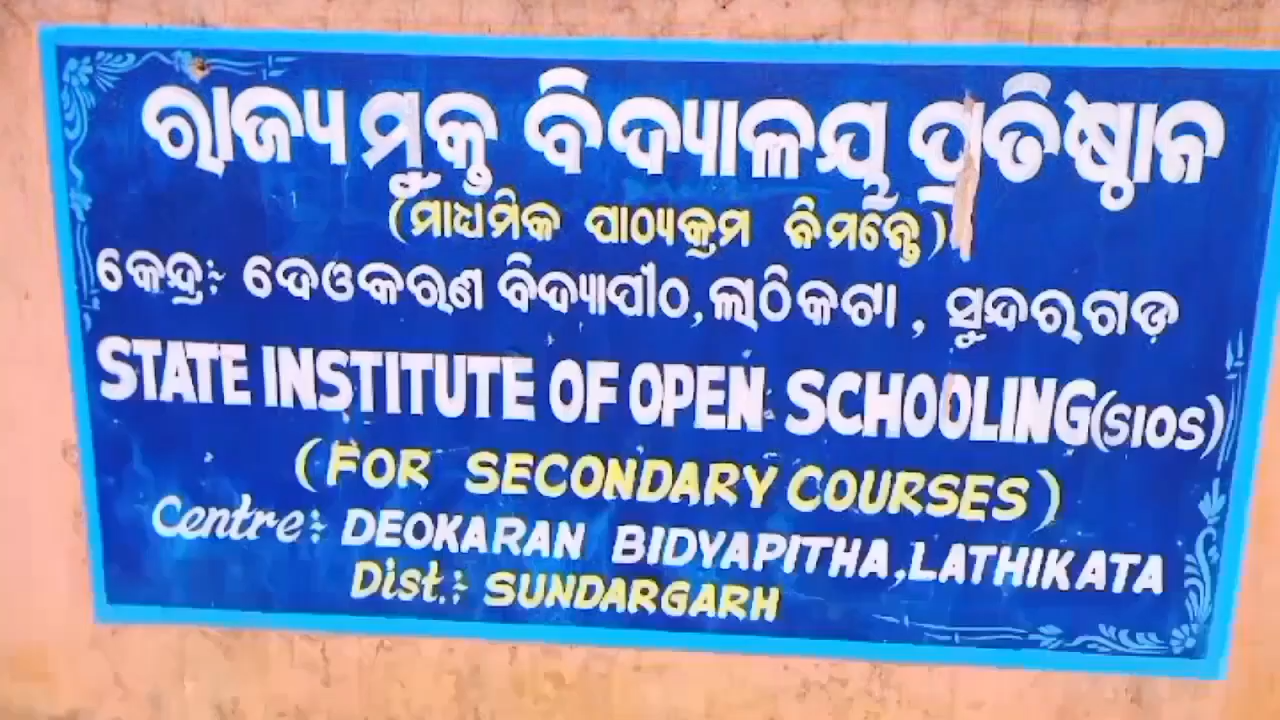 ରାଜ୍ୟ ମୁକ୍ତ ବିଦ୍ୟାଳୟ ପ୍ରତିଷ୍ଠାନ
(ମାଧ୍ୟମିକ ପାଠ୍ୟକ୍ରମ ନିମନ୍ତେ)
କେନ୍ଦ୍ର:- ଦେଓକରଣ ବିଦ୍ୟାପୀଠ, ଲାଠିକଟା, ସୁନ୍ଦରଗଡ଼
STATE INSTITUTE OF OPEN SCHOOLING (SIOS)
(FOR SECONDARY COURSES)
Centre:- DEOKARAN BIDYAPITHA, LATHIKATA
Dist.:- SUNDARGARH